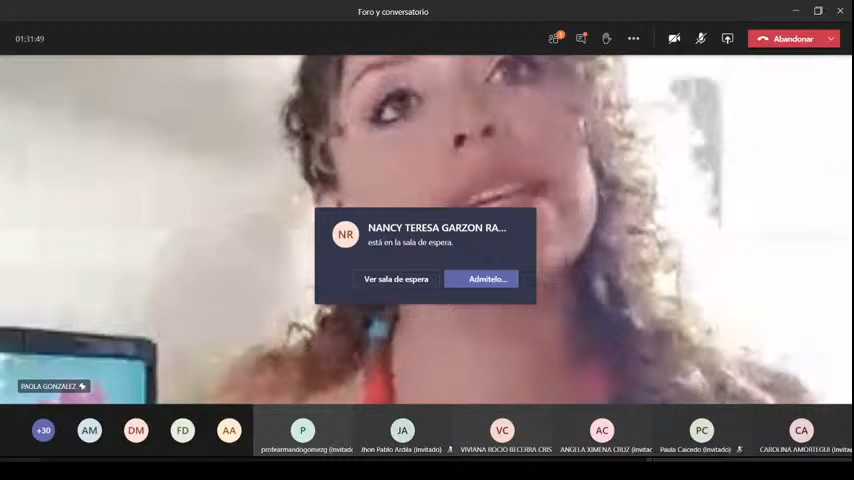 Foro y conversatorio
01:31:49
Abandonar
NR
NANCY TERESA GARZON RA...
está en la sala de espera.
Ver sala de espera
Admítelo...
PAOLA GONZALEZ
+30
AM
DM
FD
AA
P
JA
VC
AC
PC
CA
profearmandogomezg (Invitado)
Jhon Pablo Ardila (Invitado)
VIVIANA ROCIO BECERRA CRIS
ANGELA XIMENA CRUZ (Invitac
Paula Caicedo (Invitado)
CAROLINA AMORTEGUI (invita